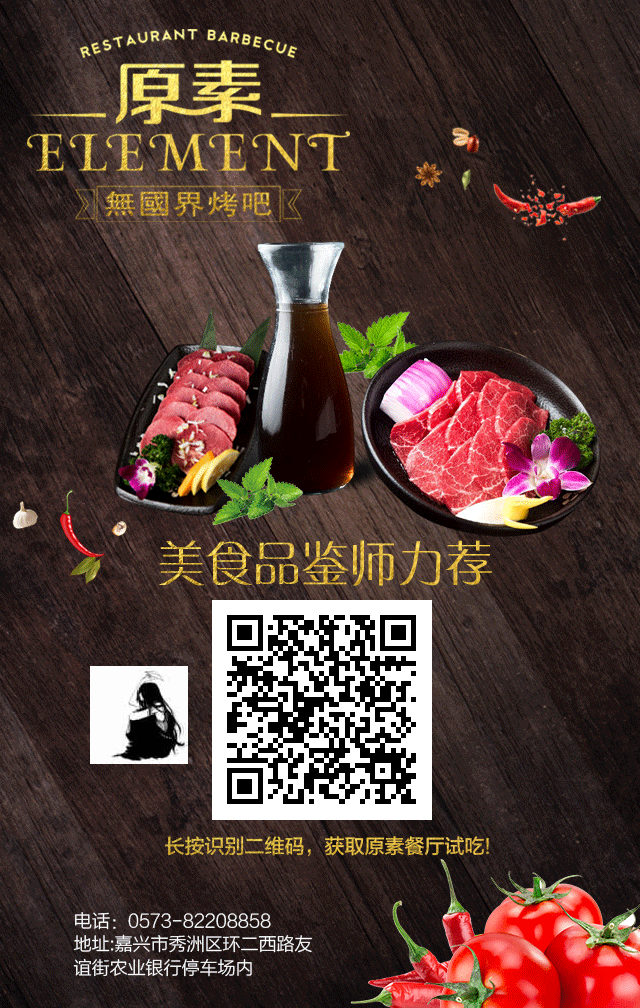 RESTAURANT BARBECUE
原素
ELEMENT
無國界烤吧
美食品鉴师力荐
长按识别二维码，获取原素餐厅试吃!
电话：0573-82208858
地址:嘉兴市秀洲区环二西路友
谊街农业银行停车场内